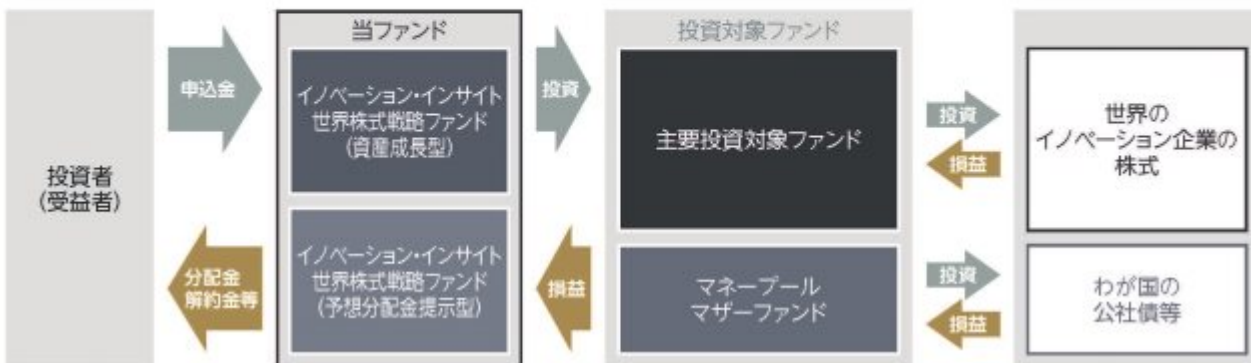 投資者
(受益者)
申込金
分配金
解約金等
当ファンド
イノベーション・インサイト
世界株式戦略ファンド
(資産成長型)
イノベーション・インサイト
世界株式戦略ファンド
(予想分配金提示型)
投資
損益
投資対象ファンド
主要投資対象ファンド
マネープール
マザーファンド
投資
損益
投資
損益
世界の
イノベーション企業の
株式
わが国の
公社債等